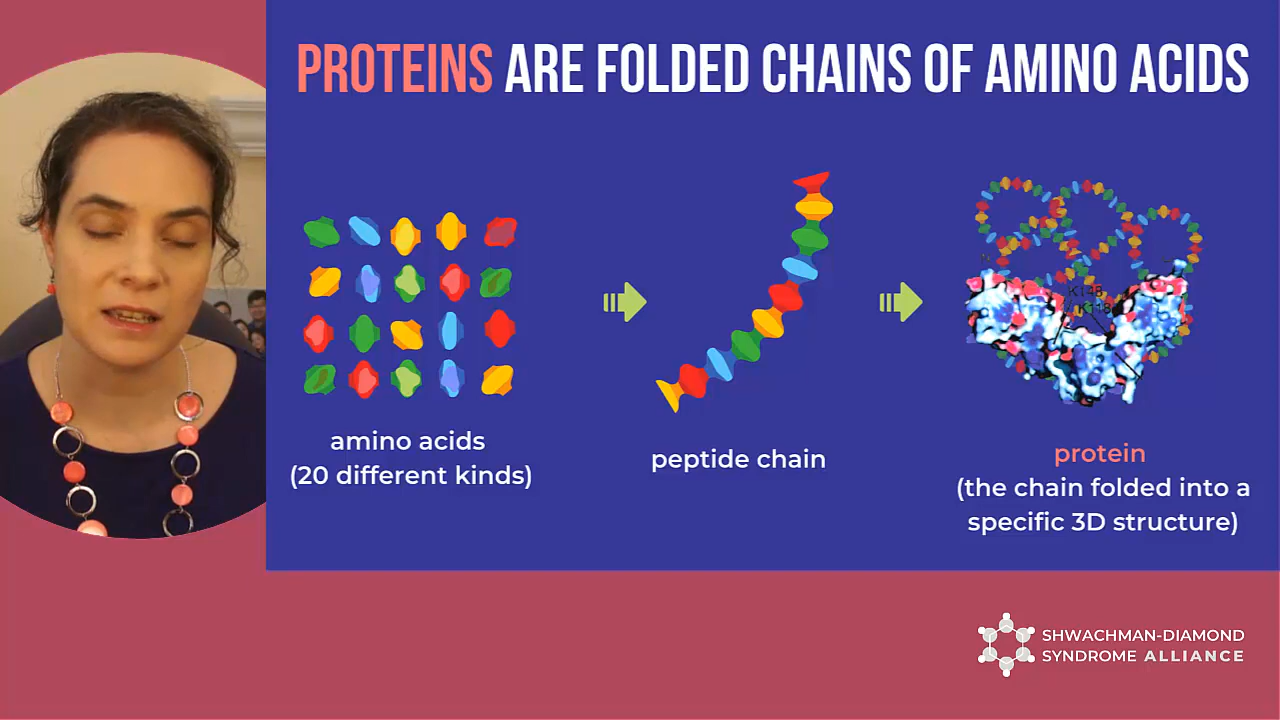 PROTEINS ARE FOLDED CHAINS OF AMINO ACIDS
amino acids
(20 different kinds)
peptide chain
protein
(the chain folded into a
specific 3D structure)
SHWACHMAN-DIAMOND
SYNDROME ALLIANCE